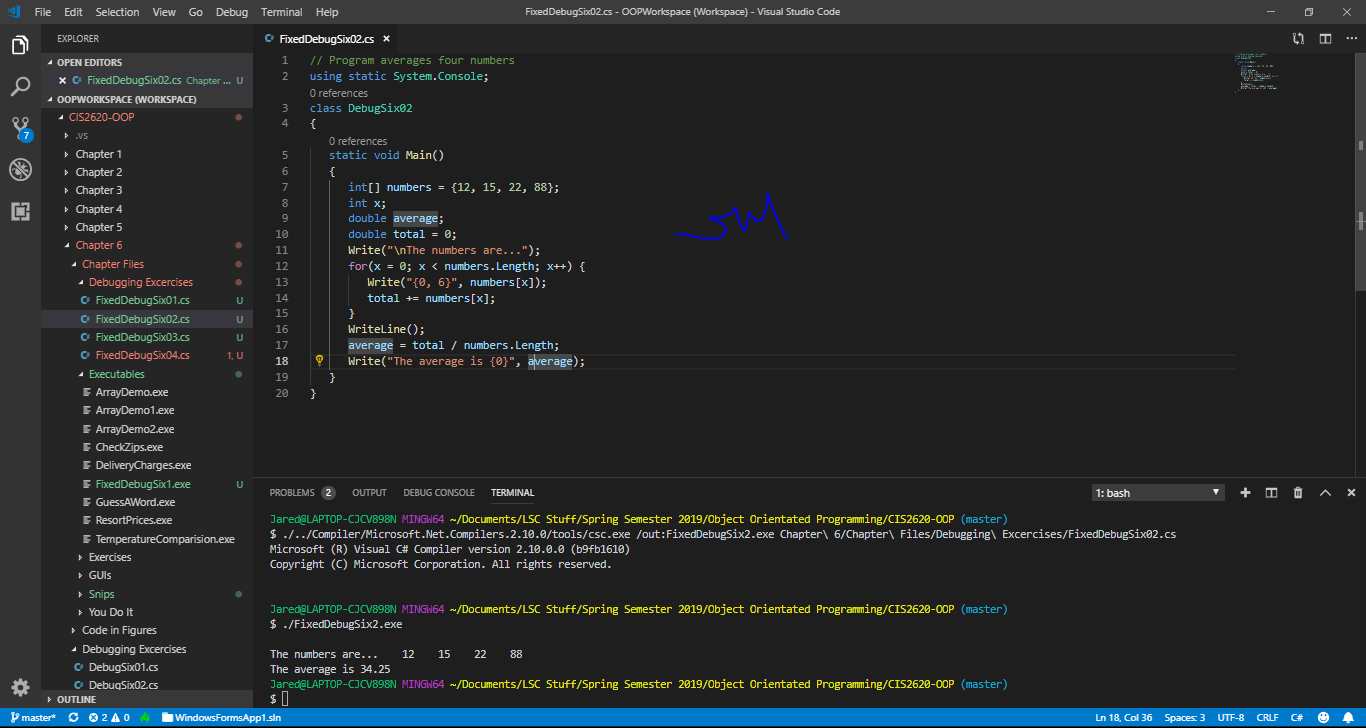 File Edit Selection View Go Debug Terminal Help FixedDebugSix02.cs - OOPWorkspace (Workspace) - Visual Studio Code
EXPLORER
OPEN EDITORS
FixedDebugSix02.cs Chapter ... U
OOPWORKSPACE (WORKSPACE)
CIS2620-OOP
.vs
Chapter 1
Chapter 2
Chapter 3
Chapter 4
Chapter 5
Chapter 6
Chapter Files
Debugging Excercises
FixedDebugSix01.cs U
FixedDebugSix02.cs U
FixedDebugSix03.cs U
FixedDebugSix04.cs 1, U
Executables
ArrayDemo.exe
ArrayDemo1.exe
ArrayDemo2.exe
CheckZips.exe
DeliveryCharges.exe
FixedDebugSix1.exe U
GuessAWord.exe
ResortPrices.exe
TemperatureComparision.exe
Exercises
GUIs
Snips
You Do It
Code in Figures
Debugging Excercises
DebugSix01.cs
DebugSix02.cs
OUTLINE
7
FixedDebugSix02.cs
1 // Program averages four numbers
2 using static System.Console;
0 references
3 class DebugSix02
4 {
0 references
5 static void Main()
6 {
7 int[] numbers = {12, 15, 22, 88};
8 int x;
9 double average;
10 double total = 0;
11 Write("\nThe numbers are...");
12 for(x = 0; x < numbers.Length; x++) {
13 Write("{0, 6}", numbers[x]);
14 total += numbers[x];
15 }
16 WriteLine();
17 average = total / numbers.Length;
18 Write("The average is {0}", average);
19 }
20 }
PROBLEMS 2 OUTPUT DEBUG CONSOLE TERMINAL 1: bash
Jared@LAPTOP-CJCV898N MINGW64 ~/Documents/LSC Stuff/Spring Semester 2019/Object Orientated Programming/CIS2620-OOP (master)
$ ./../Compiler/Microsoft.Net.Compilers.2.10.0/tools/csc.exe /out:FixedDebugSix2.exe Chapter\ 6/Chapter\ Files/Debugging\ Excercises/FixedDebugSix02.cs
Microsoft (R) Visual C# Compiler version 2.10.0.0 (b9fb1610)
Copyright (C) Microsoft Corporation. All rights reserved.
Jared@LAPTOP-CJCV898N MINGW64 ~/Documents/LSC Stuff/Spring Semester 2019/Object Orientated Programming/CIS2620-OOP (master)
$ ./FixedDebugSix2.exe
The numbers are... 12 15 22 88
The average is 34.25
Jared@LAPTOP-CJCV898N MINGW64 ~/Documents/LSC Stuff/Spring Semester 2019/Object Orientated Programming/CIS2620-OOP (master)
$
master* 2 0 WindowsFormsApp1.sln Ln 18, Col 36 Spaces: 3 UTF-8 CRLF C#